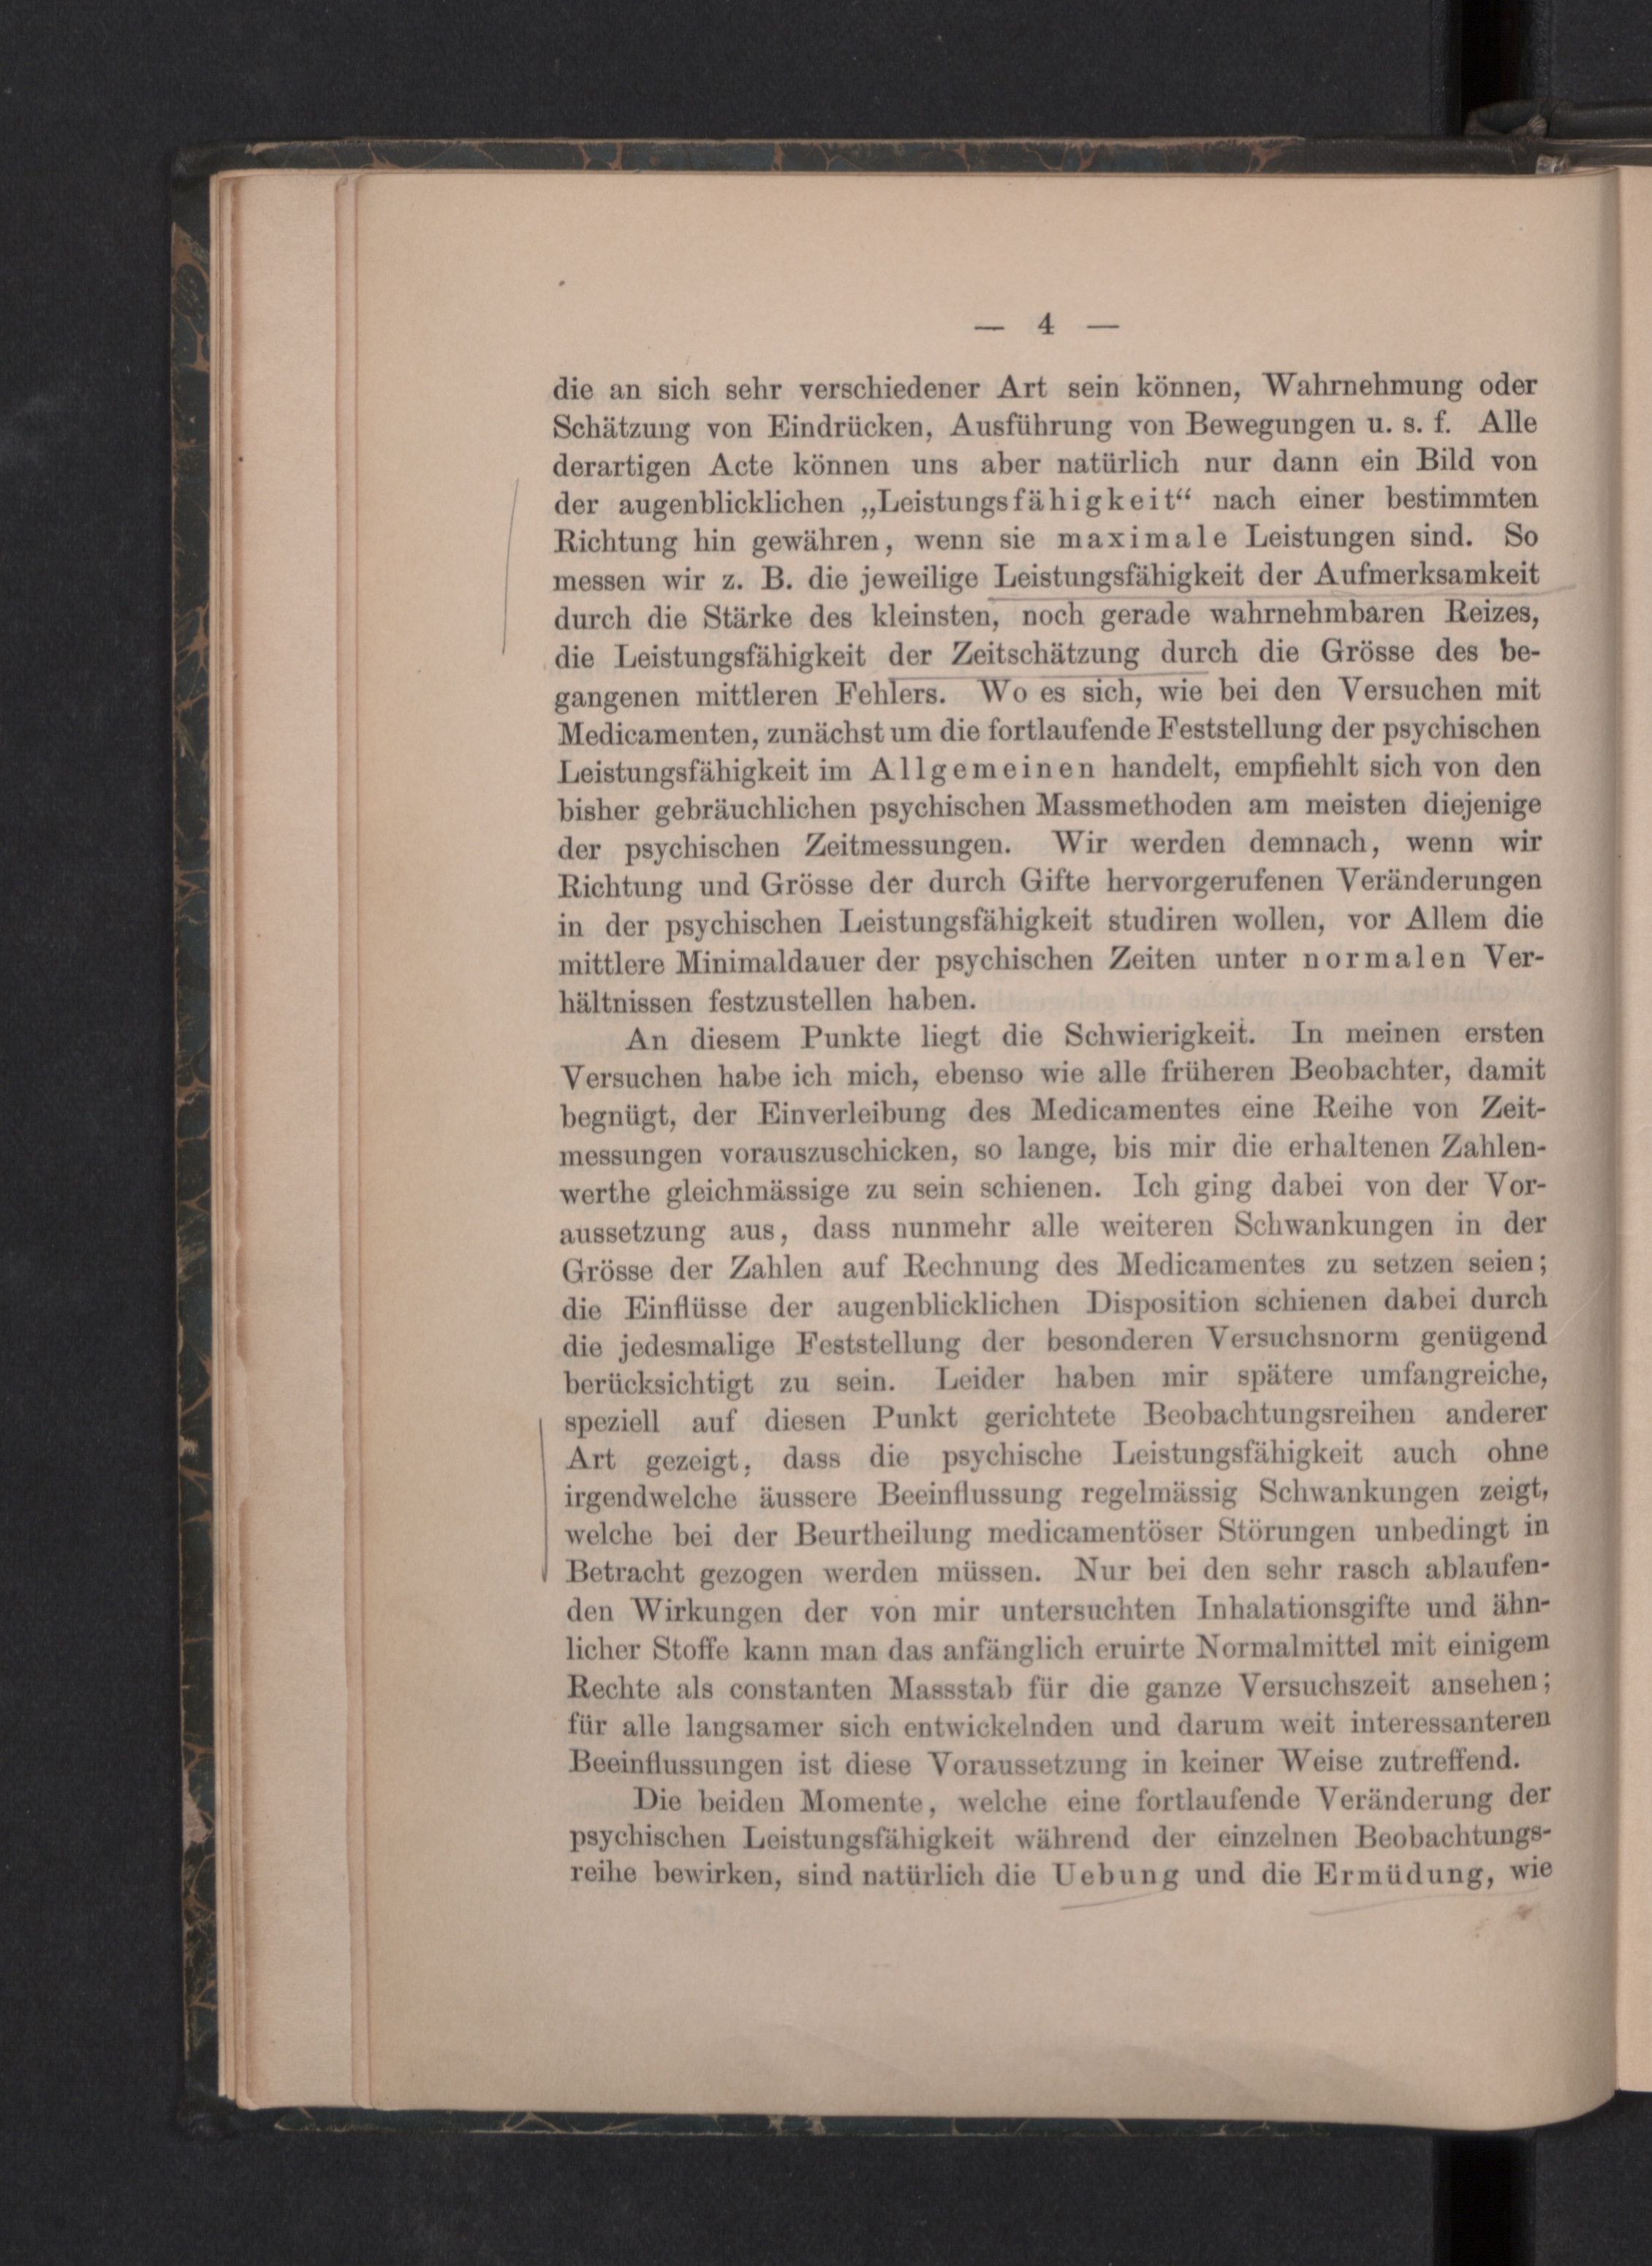 — 4 —
die an sich sehr verschiedener Art sein können, Wahrnehmung oder
Schätzung von Eindrücken, Ausführung von Bewegungen u. s. f. Alle
derartigen Acte können uns aber natürlich nur dann ein Bild von
der augenblicklichen „Leistungsfähigkeit“ nach einer bestimmten
Richtung hin gewähren, wenn sie maximale Leistungen sind. So
messen wir z. B. die jeweilige Leistungsfähigkeit der Aufmerksamkeit
durch die Stärke des kleinsten, noch gerade wahrnehmbaren Reizes,
die Leistungsfähigkeit der Zeitschätzung durch die Grösse des be-
gangenen mittleren Fehlers. Wo es sich, wie bei den Versuchen mit
Medicamenten, zunächst um die fortlaufende Feststellung der psychischen
Leistungsfähigkeit im Allgemeinen handelt, empfiehlt sich von den
bisher gebräuchlichen psychischen Massmethoden am meisten diejenige
der psychischen Zeitmessungen. Wir werden demnach, wenn wir
Richtung und Grösse der durch Gifte hervorgerufenen Veränderungen
in der psychischen Leistungsfähigkeit studiren wollen, vor Allem die
mittlere Minimaldauer der psychischen Zeiten unter normalen Ver-
hältnissen festzustellen haben.
An diesem Punkte liegt die Schwierigkeit. In meinen ersten
Versuchen habe ich mich, ebenso wie alle früheren Beobachter, damit
begnügt, der Einverleibung des Medicamentes eine Reihe von Zeit-
messungen vorauszuschicken, so lange, bis mir die erhaltenen Zahlen-
werthe gleichmässige zu sein schienen. Ich ging dabei von der Vor-
aussetzung aus, dass nunmehr alle weiteren Schwankungen in der
Grösse der Zahlen auf Rechnung des Medicamentes zu setzen seien;
die Einflüsse der augenblicklichen Disposition schienen dabei durch
die jedesmalige Feststellung der besonderen Versuchsnorm genügend
berücksichtigt zu sein. Leider haben mir spätere umfangreiche,
speziell auf diesen Punkt gerichtete Beobachtungsreihen anderer
Art gezeigt, dass die psychische Leistungsfähigkeit auch ohne
irgendwelche äussere Beeinflussung regelmässig Schwankungen zeigt,
welche bei der Beurtheilung medicamentöser Störungen unbedingt in
Betracht gezogen werden müssen. Nur bei den sehr rasch ablaufen-
den Wirkungen der von mir untersuchten Inhalationsgifte und ähn-
licher Stoffe kann man das anfänglich eruirte Normalmittel mit einigem
Rechte als constanten Massstab für die ganze Versuchszeit ansehen;
für alle langsamer sich entwickelnden und darum weit interessanteren
Beeinflussungen ist diese Voraussetzung in keiner Weise zutreffend.
Die beiden Momente, welche eine fortlaufende Veränderung der
psychischen Leistungsfähigkeit während der einzelnen Beobachtungs-
reihe bewirken, sind natürlich die Uebung und die Ermüdung, wie